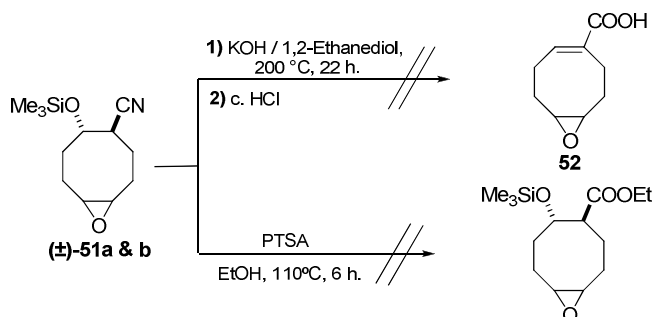 1) KOH / 1,2-Ethanediol,
200 °C, 22 h.
2) c. HCl
Me3SiO
CN
O
(±)-51a & b
COOH
O
52
PTSA
EtOH, 110ºC, 6 h.
Me3SiO
COOEt
O